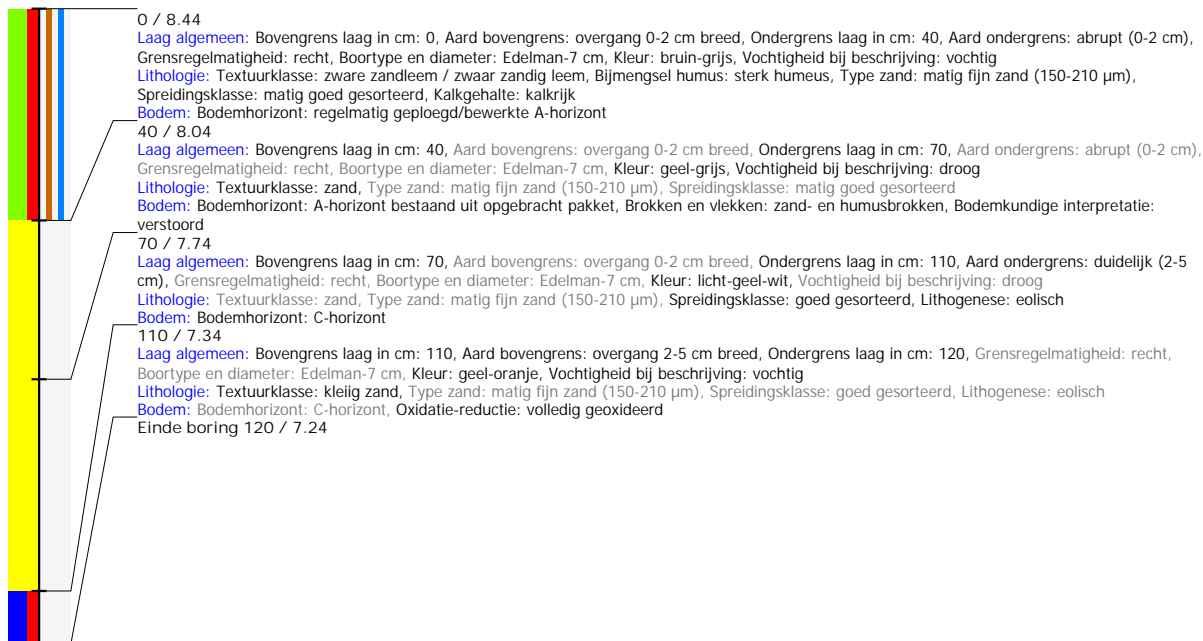 0 / 8.44
Laag algemeen: Bovengrens laag in cm: 0, Aard bovengrens: overgang 0-2 cm breed, Ondergrens laag in cm: 40, Aard ondergrens: abrupt (0-2 cm),
Grensregelmatigheid: recht, Boortype en diameter: Edelman-7 cm, Kleur: bruin-grijs, Vochtigheid bij beschrijving: vochtig
Lithologie: Textuurklasse: zware zandleem / zwaar zandig leem, Bijmengsel humus: sterk humeus, Type zand: matig fijn zand (150-210 µm),
Spreidingsklasse: matig goed gesorteerd, Kalkgehalte: kalkrijk
Bodem: Bodemhorizont: regelmatig geploegd/bewerkte A-horizont
40 / 8.04
Laag algemeen: Bovengrens laag in cm: 40, Aard bovengrens: overgang 0-2 cm breed, Ondergrens laag in cm: 70, Aard ondergrens: abrupt (0-2 cm),
Grensregelmatigheid: recht, Boortype en diameter: Edelman-7 cm, Kleur: geel-grijs, Vochtigheid bij beschrijving: droog
Lithologie: Textuurklasse: zand, Type zand: matig fijn zand (150-210 µm), Spreidingsklasse: matig goed gesorteerd
Bodem: Bodemhorizont: A-horizont bestaand uit opgebracht pakket, Brokken en vlekken: zand- en humusbrokken, Bodemkundige interpretatie:
verstoord
70 / 7.74
Laag algemeen: Bovengrens laag in cm: 70, Aard bovengrens: overgang 0-2 cm breed, Ondergrens laag in cm: 110, Aard ondergrens: duidelijk (2-5
cm), Grensregelmatigheid: recht, Boortype en diameter: Edelman-7 cm, Kleur: licht-geel-wit, Vochtigheid bij beschrijving: droog
Lithologie: Textuurklasse: zand, Type zand: matig fijn zand (150-210 µm), Spreidingsklasse: goed gesorteerd, Lithogenese: eolisch
Bodem: Bodemhorizont: C-horizont
110 / 7.34
Laag algemeen: Bovengrens laag in cm: 110, Aard bovengrens: overgang 2-5 cm breed, Ondergrens laag in cm: 120, Grensregelmatigheid: recht,
Boortype en diameter: Edelman-7 cm, Kleur: geel-oranje, Vochtigheid bij beschrijving: vochtig
Lithologie: Textuurklasse: kleiig zand, Type zand: matig fijn zand (150-210 µm), Spreidingsklasse: goed gesorteerd, Lithogenese: eolisch
Bodem: Bodemhorizont: C-horizont, Oxidatie-reductie: volledig geoxideerd
Einde boring 120 / 7.24